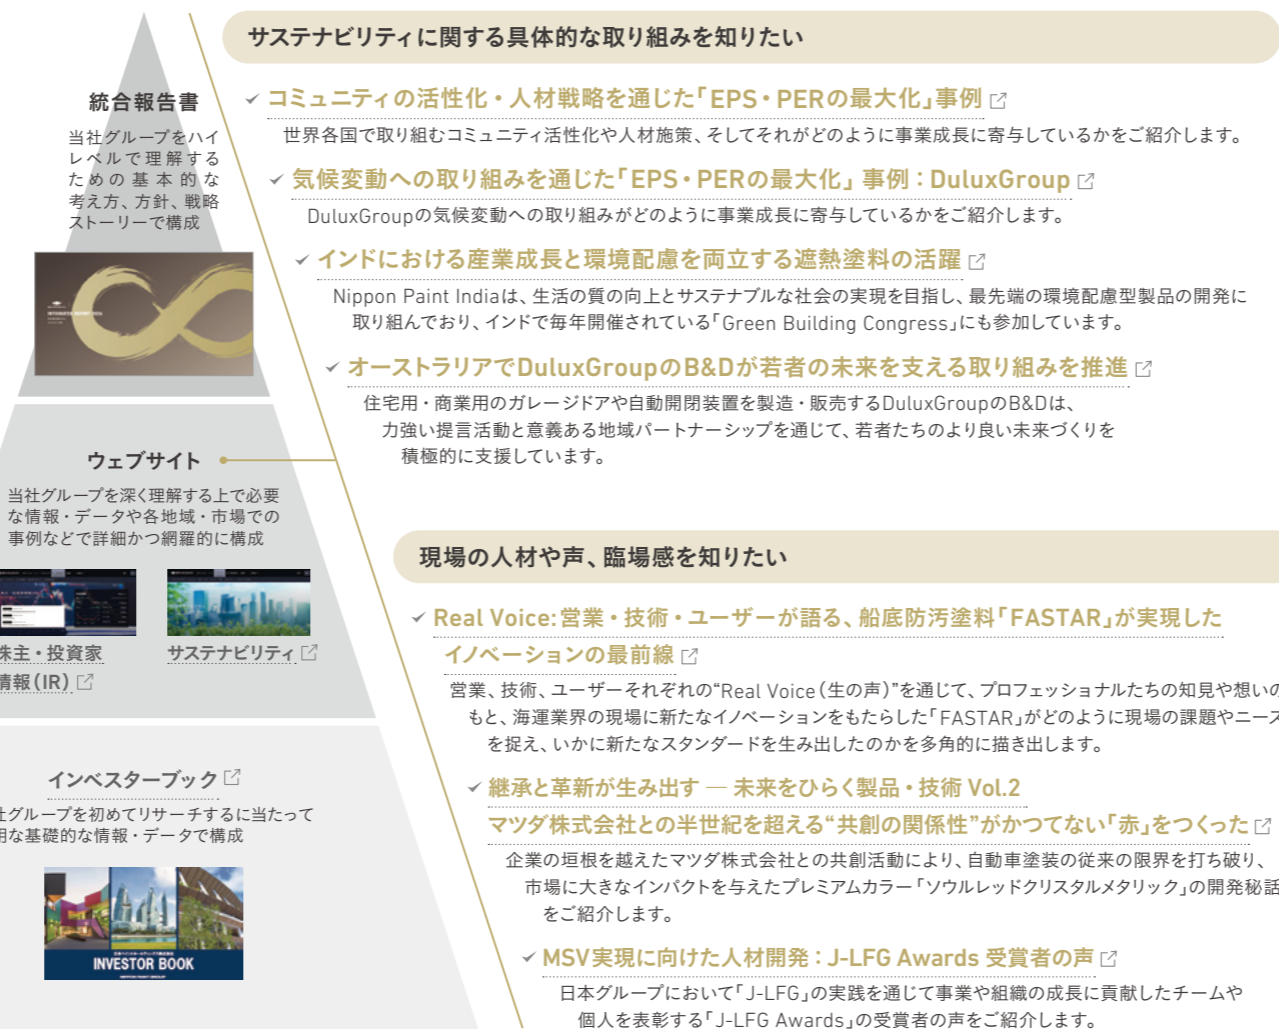 統合報告書
当社グループをハイ
レベルで理解する
ための基本的な
考え方、方針、戦略
ストーリーで構成
ウェブサイト
当社グループを深く理解する上で必要
な情報・データや各地域・市場での
事例などで詳細かつ網羅的に構成
株主・投資家
情報(IR)
サステナビリティ
インベスターブック
社グループを初めてリサーチするに当たって
用な基礎的な情報・データで構成
INVESTOR BOOK
サステナビリティに関する具体的な取り組みを知りたい
コミュニティの活性化・人材戦略を通じた「EPS・PERの最大化」事例
世界各国で取り組むコミュニティ活性化や人材施策、そしてそれがどのように事業成長に寄与しているかをご紹介します。
気候変動への取り組みを通じた「EPS・PERの最大化」 事例：DuluxGroup
DuluxGroupの気候変動への取り組みがどのように事業成長に寄与しているかをご紹介します。
インドにおける産業成長と環境配慮を両立する遮熱塗料の活躍
Nippon Paint Indiaは、生活の質の向上とサステナブルな社会の実現を目指し、最先端の環境配慮型製品の開発に
取り組んでおり、インドで毎年開催されている「Green Building Congress」にも参加しています。
オーストラリアでDuluxGroupのB&Dが若者の未来を支える取り組みを推進
住宅用・商業用のガレージドアや自動開閉装置を製造・販売するDuluxGroupのB&Dは、
力強い提言活動と意義ある地域パートナーシップを通じて、若者たちのより良い未来づくりを
積極的に支援しています。
現場の人材や声、臨場感を知りたい
Real Voice:営業・技術・ユーザーが語る、船底防汚塗料「FASTAR」が実現した
イノベーションの最前線
営業、技術、ユーザーそれぞれの“Real Voice（生の声）”を通じて、プロフェッショナルたちの知見や想いの
もと、海運業界の現場に新たなイノベーションをもたらした「FASTAR」がどのように現場の課題やニーズ
を捉え、いかに新たなスタンダードを生み出したのかを多角的に描き出します。
継承と革新が生み出す ― 未来をひらく製品・技術 Vol.2
マツダ株式会社との半世紀を超える“共創の関係性”がかつてない「赤」をつくった
企業の垣根を越えたマツダ株式会社との共創活動により、自動車塗装の従来の限界を打ち破り、
市場に大きなインパクトを与えたプレミアムカラー「ソウルレッドクリスタルメタリック」の開発秘話
をご紹介します。
MSV実現に向けた人材開発：J-LFG Awards 受賞者の声
日本グループにおいて「J-LFG」の実践を通じて事業や組織の成長に貢献したチームや
個人を表彰する「J-LFG Awards」の受賞者の声をご紹介します。